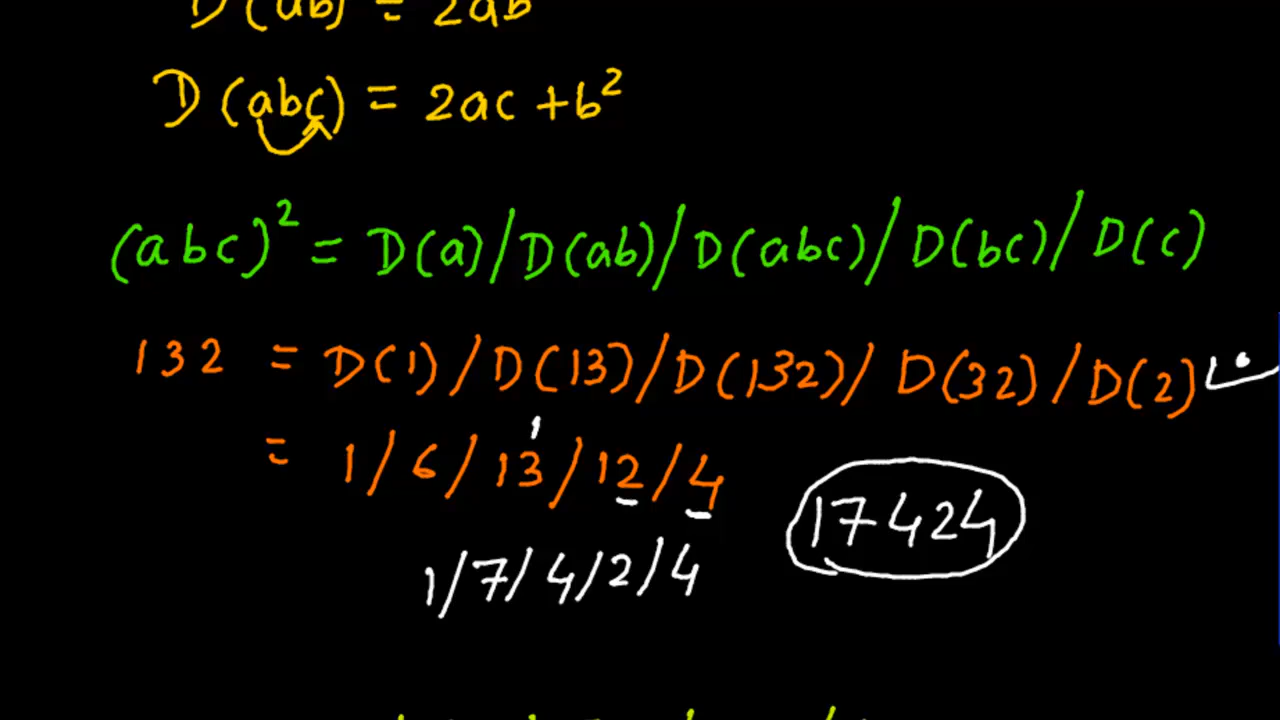 D(ab) = 2ab
D(abc) = 2ac + b²
(abc)² = D(a)/D(ab)/D(abc)/D(bc)/D(c)
132 = D(1)/D(13)/D(132)/D(32)/D(2)
1
= 1/6/13/12/4
17424
1/7/4/2/4